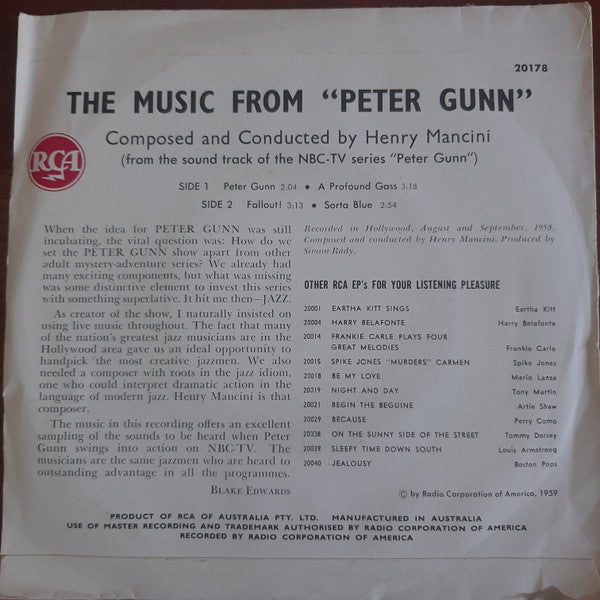 20178
THE MUSIC FROM "PETER GUNN"
Composed and Conducted by Henry Mancini
(from the sound track of the NBC-TV series "Peter Gunn")
RCA
SIDE 1 Peter Gunn 2:04 • A Profound Gass 3:18
SIDE 2 Fallout! 3:13 • Sorta Blue 2:54
When the idea for PETER GUNN was still
incubating, the vital question was: How do we
set the PETER GUNN show apart from other
adult mystery-adventure series? We already had
many exciting components, but what was missing
was some distinctive element to invest this series
with something superlative. It hit me then—JAZZ.
As creator of the show, I naturally insisted on
using live music throughout. The fact that many
of the nation's greatest jazz musicians are in the
Hollywood area gave us an ideal opportunity to
handpick the most creative jazzmen. We also
needed a composer with roots in the jazz idiom,
one who could interpret dramatic action in the
language of modern jazz. Henry Mancini is that
composer.
The music in this recording offers an excellent
sampling of the sounds to be heard when Peter
Gunn swings into action on NBC-TV. The
musicians are the same jazzmen who are heard to
outstanding advantage in all the programmes.
BLAKE EDWARDS
Recorded in Hollywood, August and September, 1958.
Composed and conducted by Henry Mancini. Produced by
Simon Rady.
OTHER RCA EP's FOR YOUR LISTENING PLEASURE
20001 EARTHA KITT SINGS Eartha Kitt
20004 HARRY BELAFONTE Harry Belafonte
20014 FRANKIE CARLE PLAYS FOUR
GREAT MELODIES Frankie Carle
20015 SPIKE JONES "MURDERS" CARMEN Spike Jones
20018 BE MY LOVE Mario Lanza
20019 NIGHT AND DAY Tony Martin
20021 BEGIN THE BEGUINE Artie Shaw
20029 BECAUSE Perry Como
20038 ON THE SUNNY SIDE OF THE STREET Tommy Dorsey
20039 SLEEPY TIME DOWN SOUTH Louis Armstrong
20040 JEALOUSY Boston Pops
© by Radio Corporation of America, 1959
PRODUCT OF RCA OF AUSTRALIA PTY. LTD. MANUFACTURED IN AUSTRALIA
USE OF MASTER RECORDING AND TRADEMARK AUTHORISED BY RADIO CORPORATION OF AMERICA
RECORDED BY RADIO CORPORATION OF AMERICA